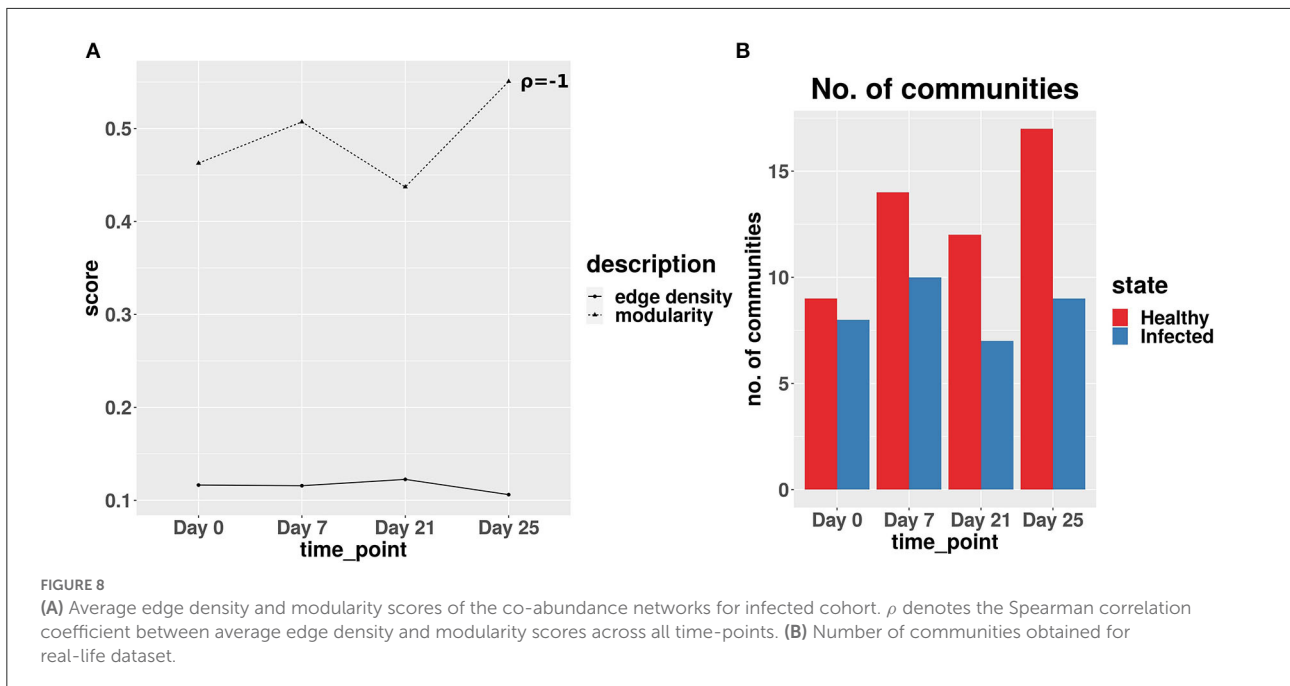 A
ρ=-1
0.5
0.4
0.3
0.2
0.1
score
Day 0 Day 7 Day 21 Day 25
time_point
description
edge density
modularity
B
No. of communities
15
10
5
0
no. of communities
Day 0 Day 7 Day 21 Day 25
time_point
state
Healthy
Infected
FIGURE 8
(A) Average edge density and modularity scores of the co-abundance networks for infected cohort. ρ denotes the Spearman correlation
coefficient between average edge density and modularity scores across all time-points. (B) Number of communities obtained for
real-life dataset.